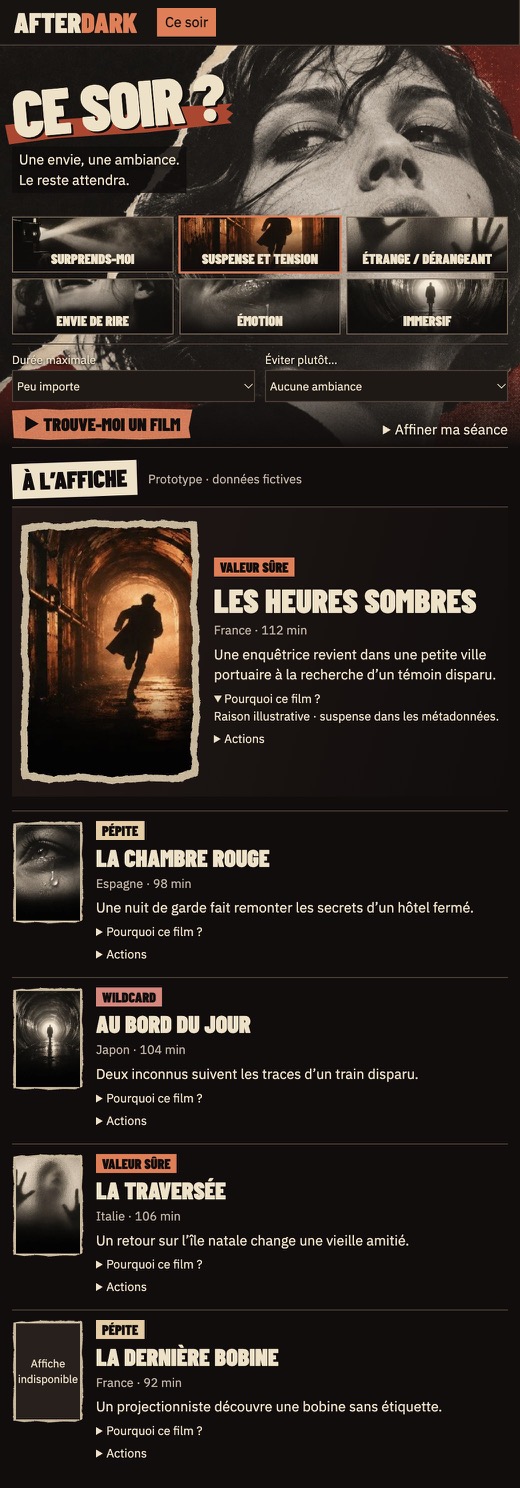 AFTERDARK
Ce soir
CE SOIR ?
Une envie, une ambiance.
Le reste attendra.
SURPRENDS-MOI
SUSPENSE ET TENSION
ÉTRANGE / DÉRANGEANT
ENVIE DE RIRE
ÉMOTION
IMMERSIF
Durée maximale
Éviter plutôt...
Peu importe
Aucune ambiance
TROUVE-MOI UN FILM
Affiner ma séance
À L'AFFICHE
Prototype · données fictives
VALEUR SÛRE
LES HEURES SOMBRES
France · 112 min
Une enquêtrice revient dans une petite ville
portuaire à la recherche d'un témoin disparu.
Pourquoi ce film ?
Raison illustrative · suspense dans les métadonnées.
Actions
PÉPITE
LA CHAMBRE ROUGE
Espagne · 98 min
Une nuit de garde fait remonter les secrets d'un hôtel fermé.
Pourquoi ce film ?
Actions
WILDCARD
AU BORD DU JOUR
Japon · 104 min
Deux inconnus suivent les traces d'un train disparu.
Pourquoi ce film ?
Actions
VALEUR SÛRE
LA TRAVERSÉE
Italie · 106 min
Un retour sur l'île natale change une vieille amitié.
Pourquoi ce film ?
Actions
Affiche
indisponible
PÉPITE
LA DERNIÈRE BOBINE
France · 92 min
Un projectionniste découvre une bobine sans étiquette.
Pourquoi ce film ?
Actions